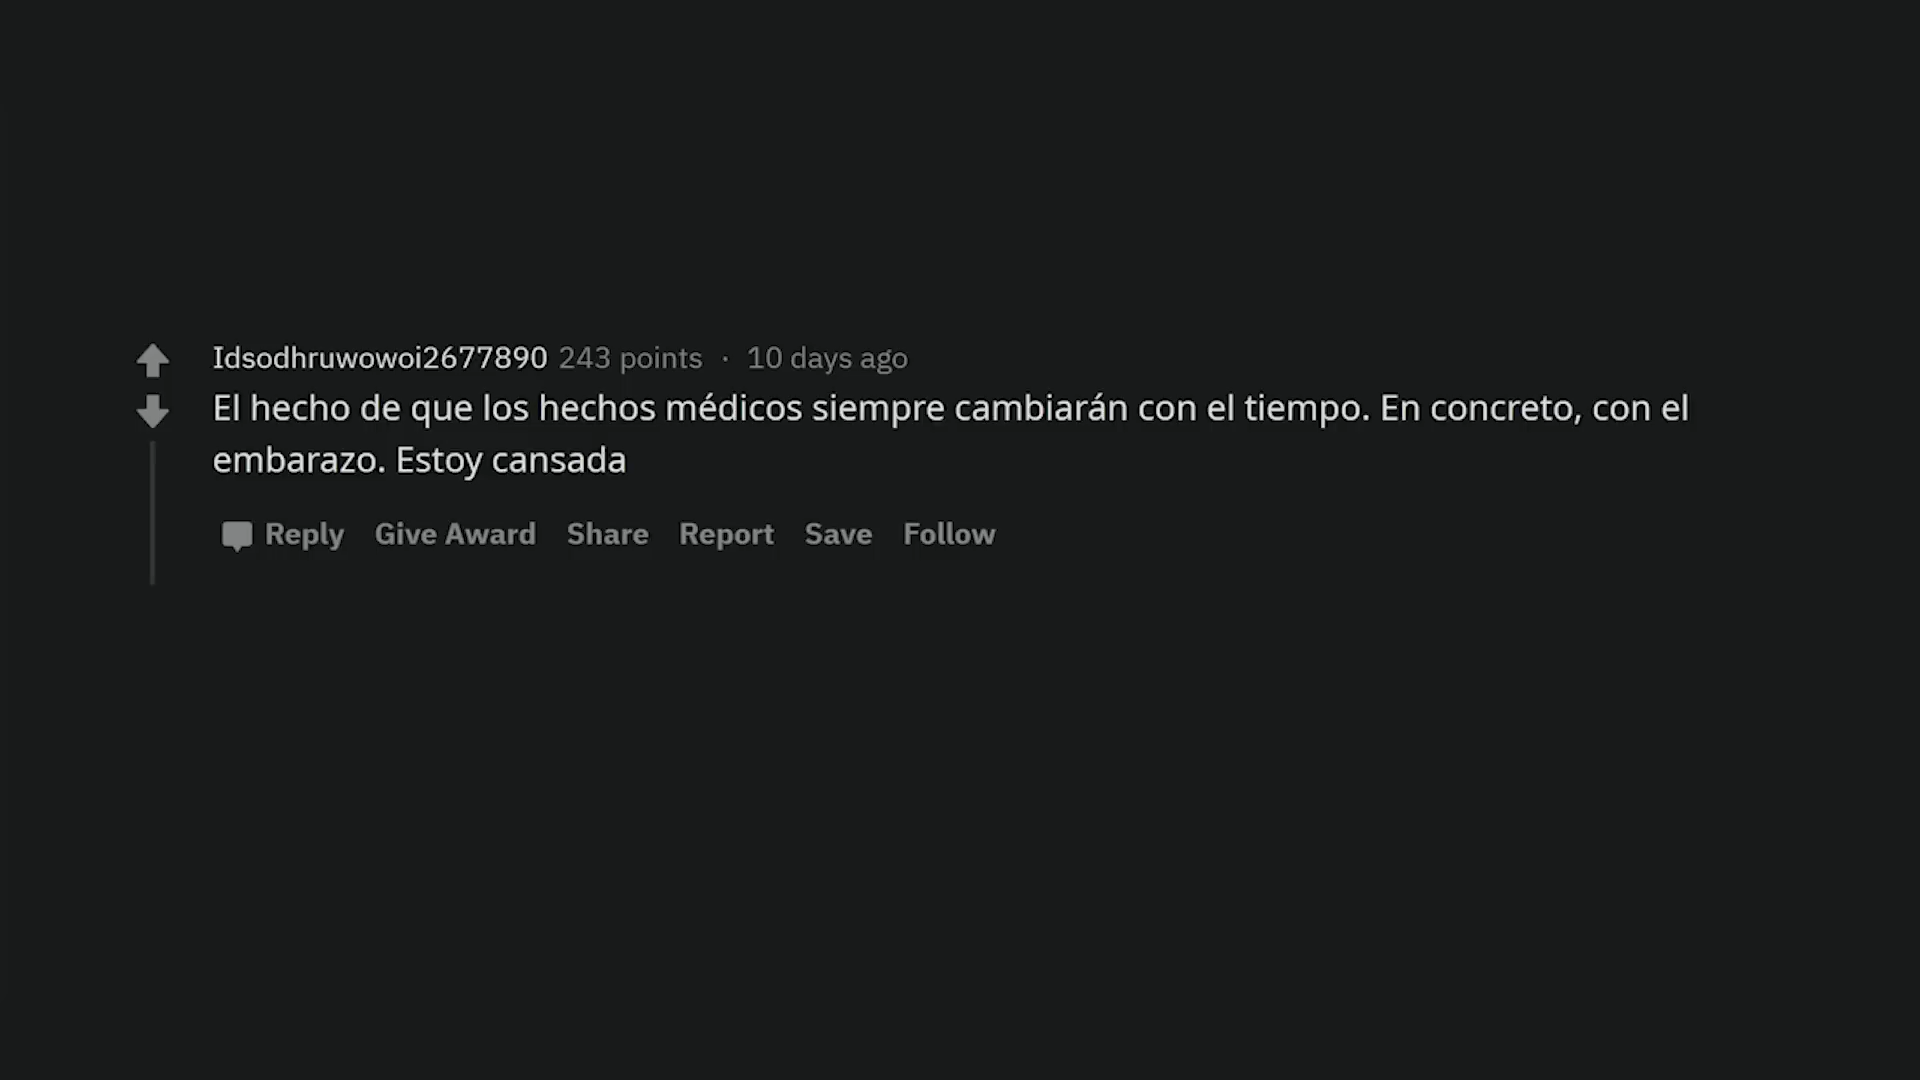 Idsodhruwowoi2677890 243 points · 10 days ago
El hecho de que los hechos médicos siempre cambiarán con el tiempo. En concreto, con el
embarazo. Estoy cansada
Reply Give Award Share Report Save Follow